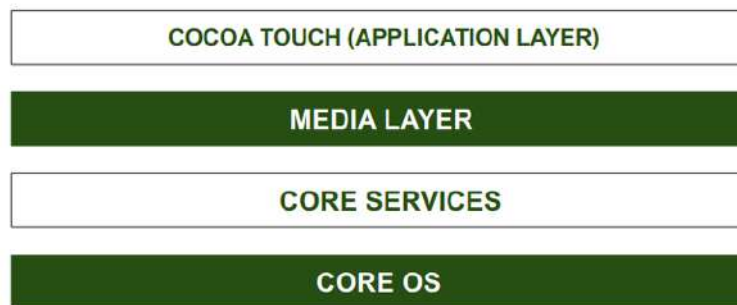 COCOA TOUCH (APPLICATION LAYER)
MEDIA LAYER
CORE SERVICES
CORE OS